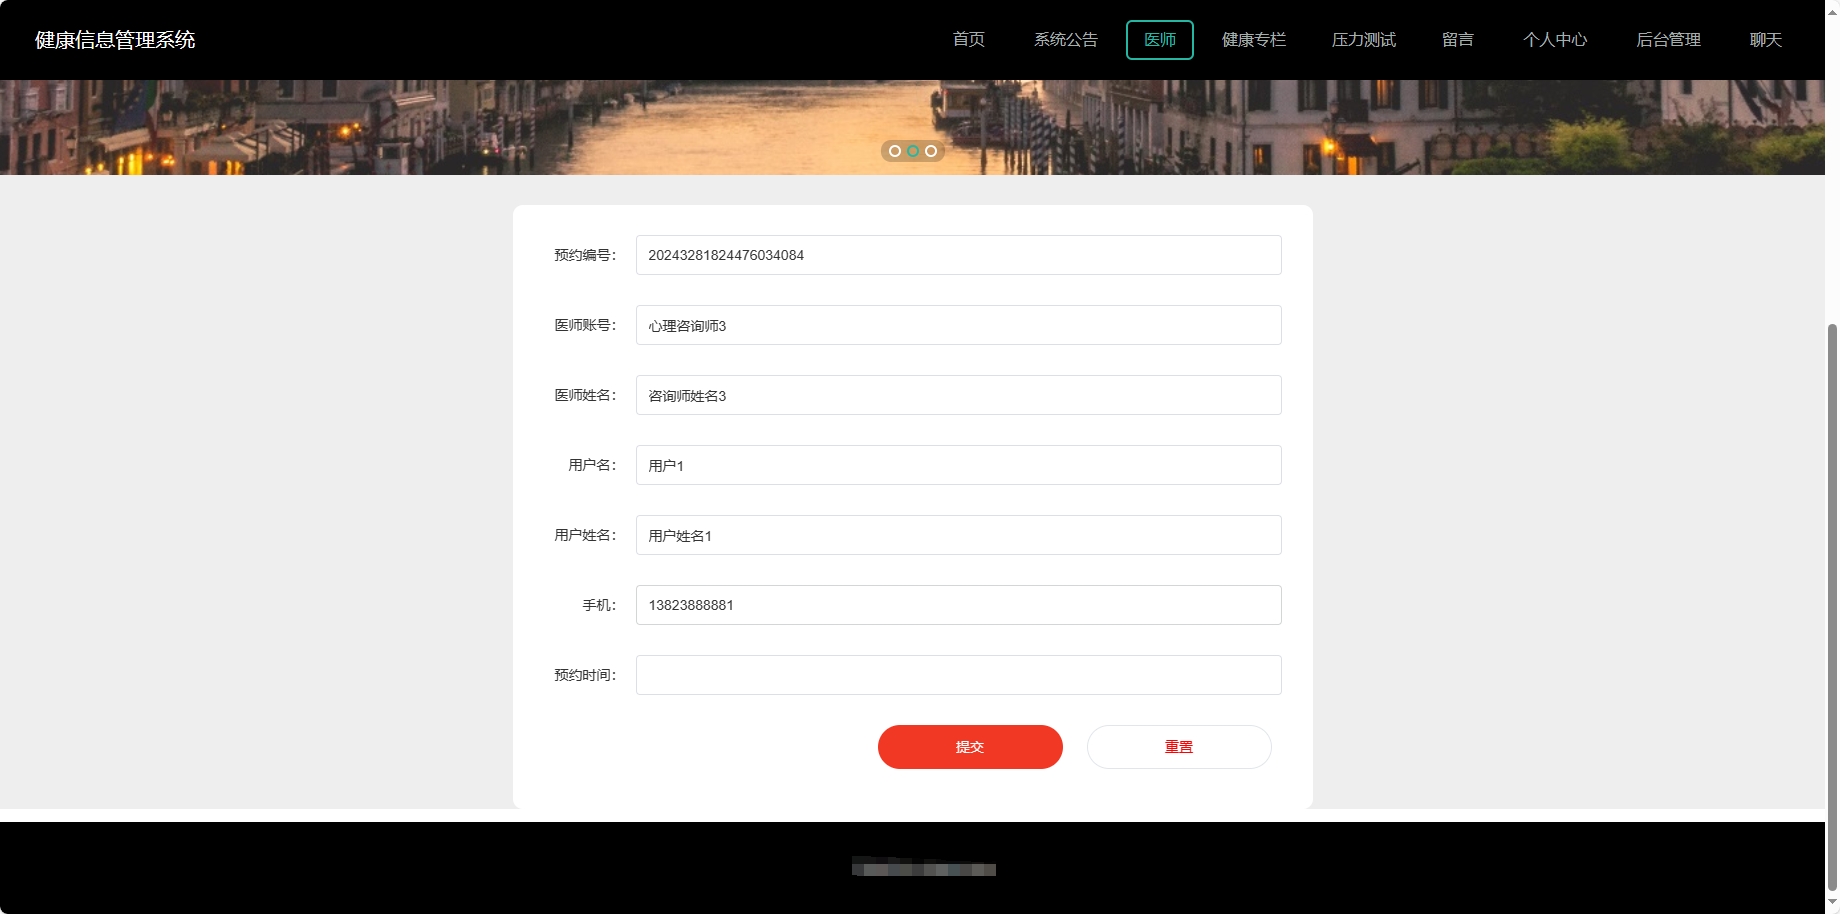 健康信息管理系统
首页 系统公告 医师 健康专栏 压力测试 留言 个人中心 后台管理 聊天
预约编号： 20243281824476034084
医师账号： 心理咨询师3
医师姓名： 咨询师姓名3
用户名： 用户1
用户姓名： 用户姓名1
手机： 13823888881
预约时间：
提交 重置